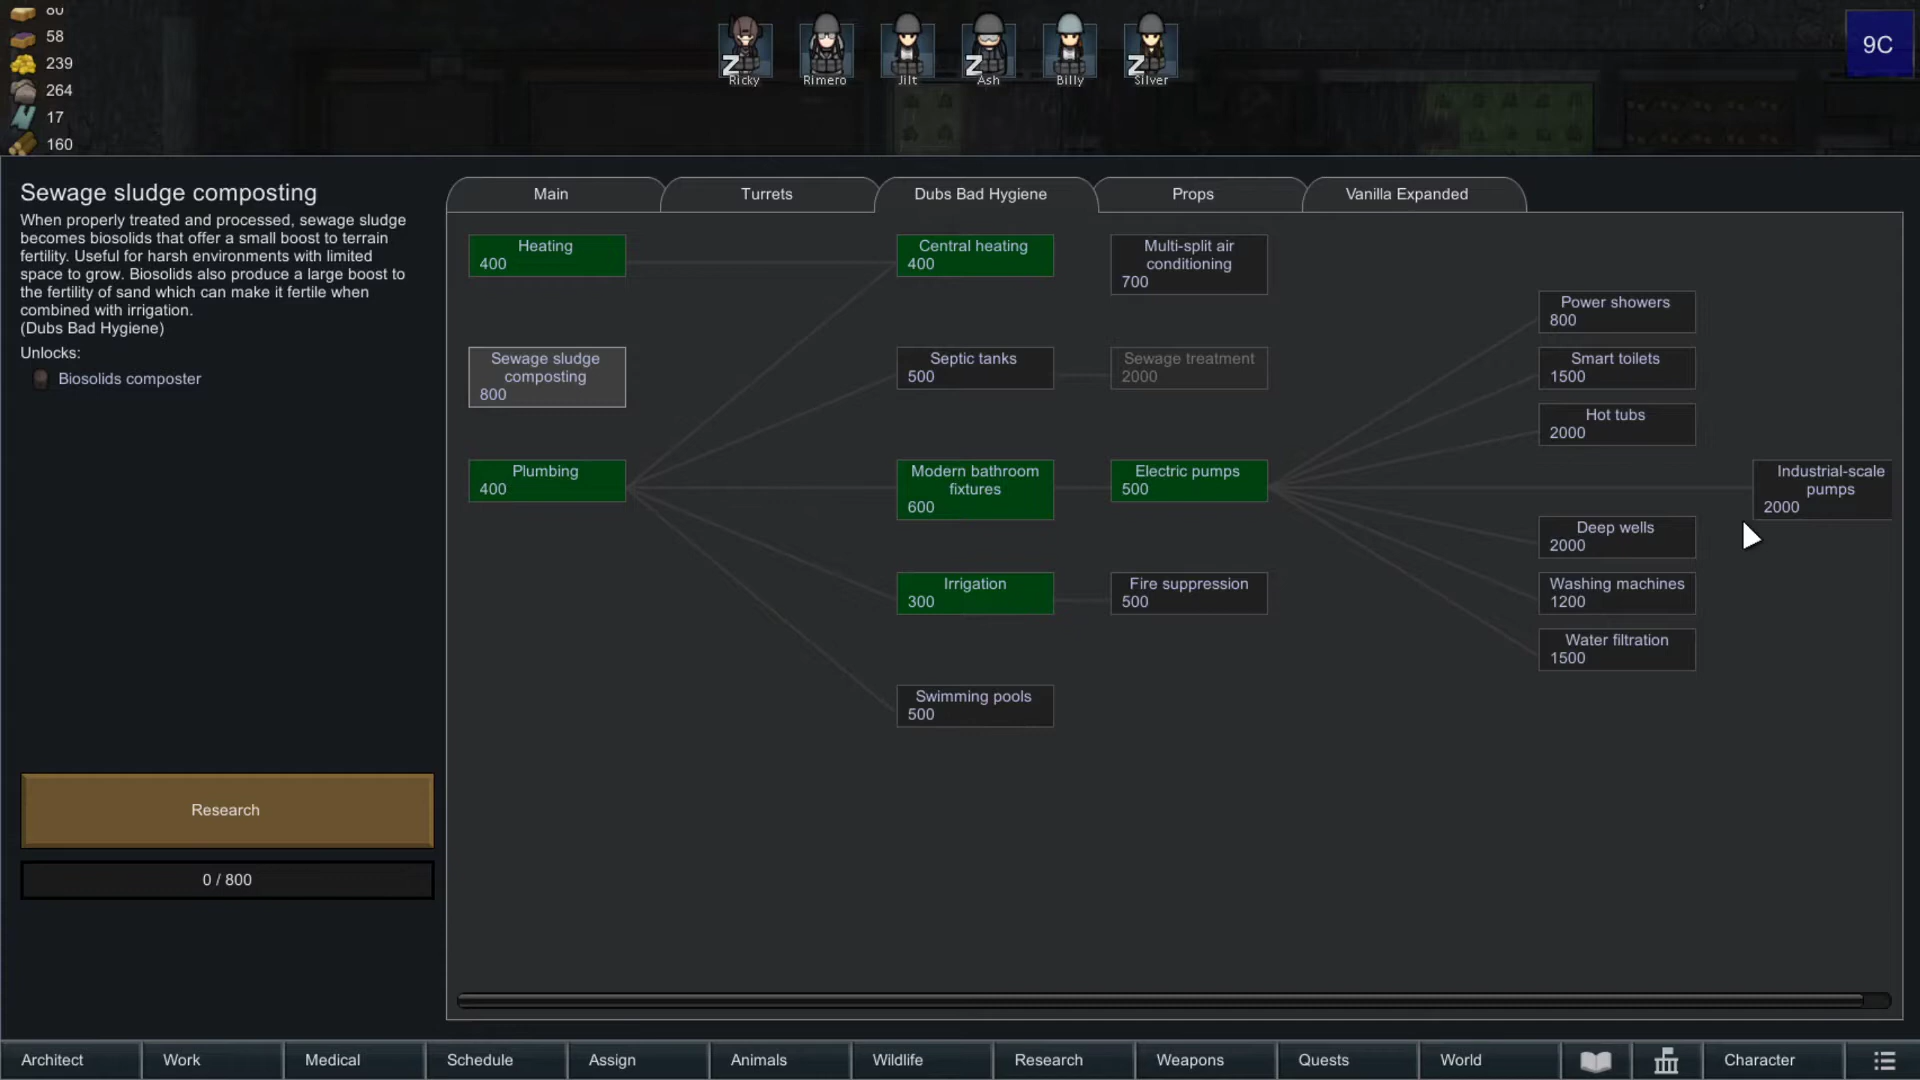 80
58
239
264
17
160
Z Z Z
Ricky Rimero Jilt Ash Billy Silver
9C
Sewage sludge composting
When properly treated and processed, sewage sludge
becomes biosolids that offer a small boost to terrain
fertility. Useful for harsh environments with limited
space to grow. Biosolids also produce a large boost to
the fertility of sand which can make it fertile when
combined with irrigation.
(Dubs Bad Hygiene)
Unlocks:
Biosolids composter
Research
0 / 800
Main Turrets Dubs Bad Hygiene Props Vanilla Expanded
Heating
400
Central heating
400
Multi-split air
conditioning
700
Power showers
800
Sewage sludge
composting
800
Septic tanks
500
Sewage treatment
2000
Smart toilets
1500
Hot tubs
2000
Plumbing
400
Modern bathroom
fixtures
600
Electric pumps
500
Industrial-scale
pumps
2000
Deep wells
2000
Irrigation
300
Fire suppression
500
Washing machines
1200
Water filtration
1500
Swimming pools
500
Architect Work Medical Schedule Assign Animals Wildlife Research Weapons Quests World Character